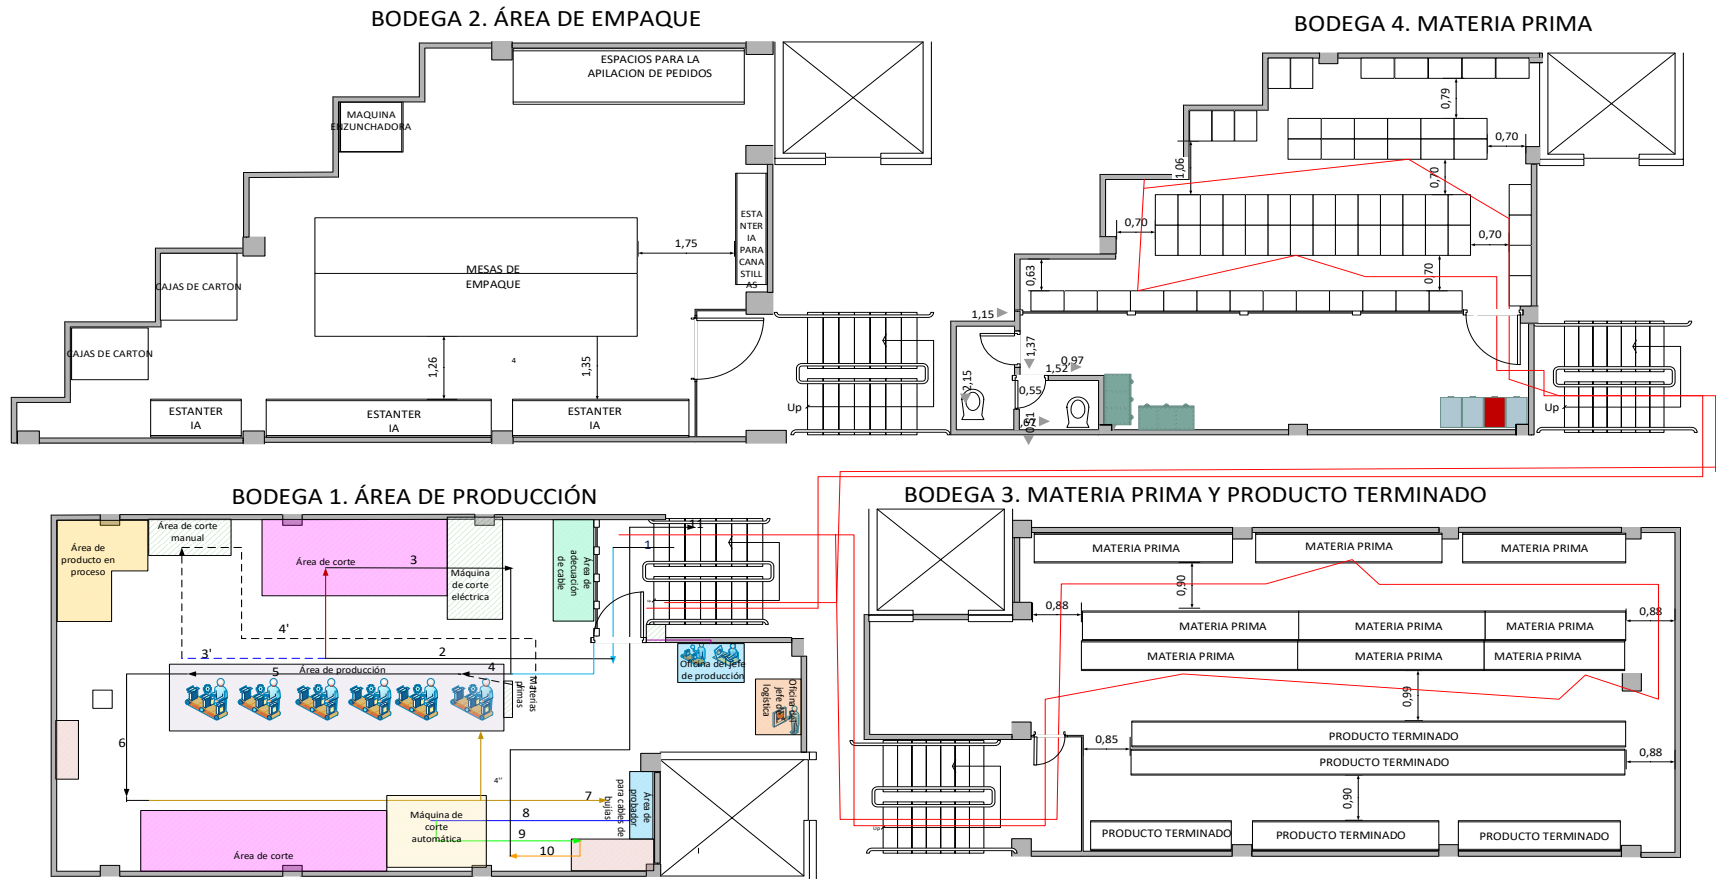 BODEGA 2. ÁREA DE EMPAQUE
ESPACIOS PARA LA
APILACION DE PEDIDOS
MAQUINA
ENZUNCHADORA
ESTA
NTER
IA
PARA
CANA
STILL
AS
1,75
MESAS DE
EMPAQUE
CAJAS DE CARTON
CAJAS DE CARTON
1,26
4
1,35
ESTANTER
IA
ESTANTER
IA
ESTANTER
IA
Up
BODEGA 4. MATERIA PRIMA
0,79
0,70
1,06
0,70
0,70
0,70
0,63
0,70
1,15
1,37
0,97
1,52
2,15
0,55
Up
BODEGA 1. ÁREA DE PRODUCCIÓN
Área de
producto en
proceso
Área de corte
manual
Área de corte
3
Máquina
de corte
eléctrica
Área de
adecuación
de cable
11
1
4'
3'
2
Área de producción
5
4
Materias
primas
Oficina del jefe
de producción
Oficina del
jefe de
logística
6
4''
7
8
9
10
Área de
probador
para cables de
bujías
Máquina de
corte
automática
Área de corte
BODEGA 3. MATERIA PRIMA Y PRODUCTO TERMINADO
MATERIA PRIMA
MATERIA PRIMA
MATERIA PRIMA
0,90
0,88
0,88
MATERIA PRIMA
MATERIA PRIMA
MATERIA PRIMA
MATERIA PRIMA
MATERIA PRIMA
MATERIA PRIMA
0,99
0,85
PRODUCTO TERMINADO
PRODUCTO TERMINADO
0,88
0,90
Up
PRODUCTO TERMINADO
PRODUCTO TERMINADO
PRODUCTO TERMINADO